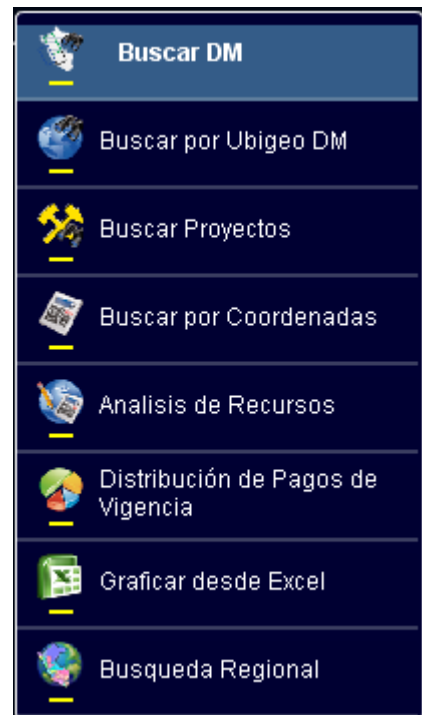 Buscar DM
Buscar por Ubigeo DM
Buscar Proyectos
Buscar por Coordenadas
Analisis de Recursos
Distribución de Pagos de
Vigencia
Graficar desde Excel
Busqueda Regional